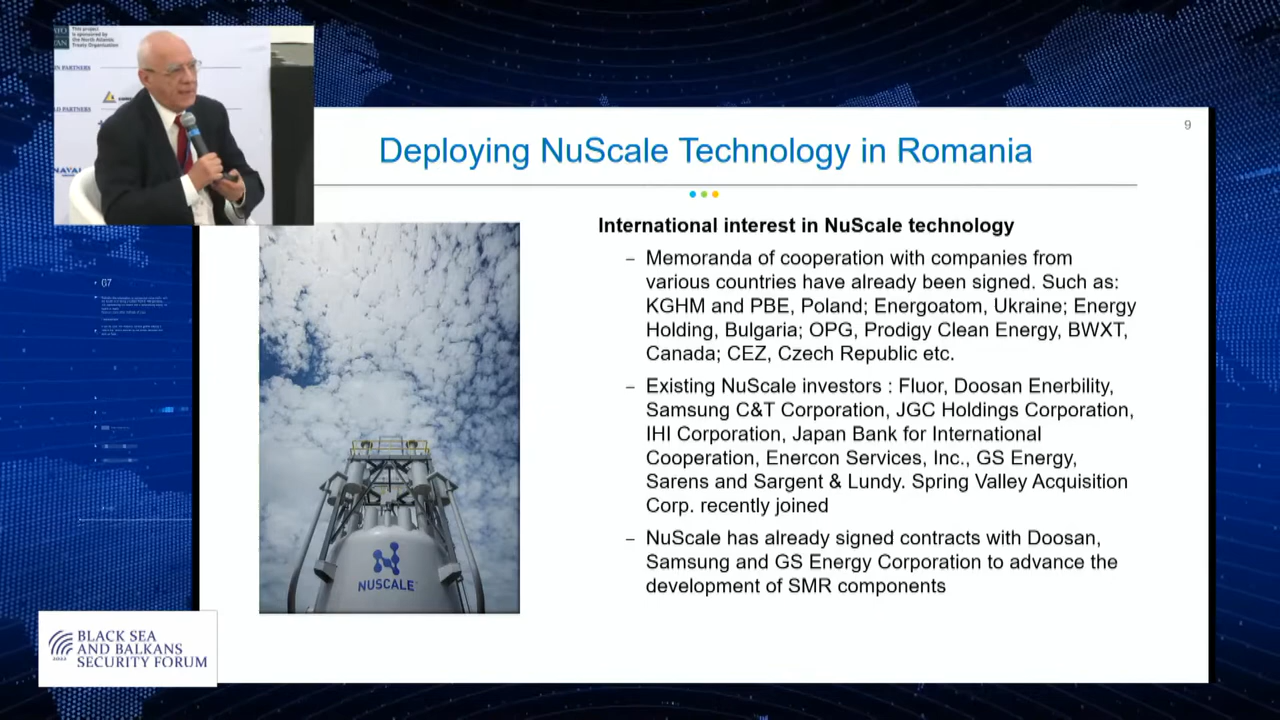 This project
is sponsored by
the North Atlantic
Treaty Organisation
PARTNERS
PARTNERS
NAVAL
9
Deploying NuScale Technology in Romania
International interest in NuScale technology
– Memoranda of cooperation with companies from
various countries have already been signed. Such as:
KGHM and PBE, Poland; Energoatom, Ukraine; Energy
Holding, Bulgaria; OPG, Prodigy Clean Energy, BWXT,
Canada; CEZ, Czech Republic etc.
– Existing NuScale investors : Fluor, Doosan Enerbility,
Samsung C&T Corporation, JGC Holdings Corporation,
IHI Corporation, Japan Bank for International
Cooperation, Enercon Services, Inc., GS Energy,
Sarens and Sargent & Lundy. Spring Valley Acquisition
Corp. recently joined
– NuScale has already signed contracts with Doosan,
Samsung and GS Energy Corporation to advance the
development of SMR components
NUSCALE
BLACK SEA
AND BALKANS
SECURITY FORUM